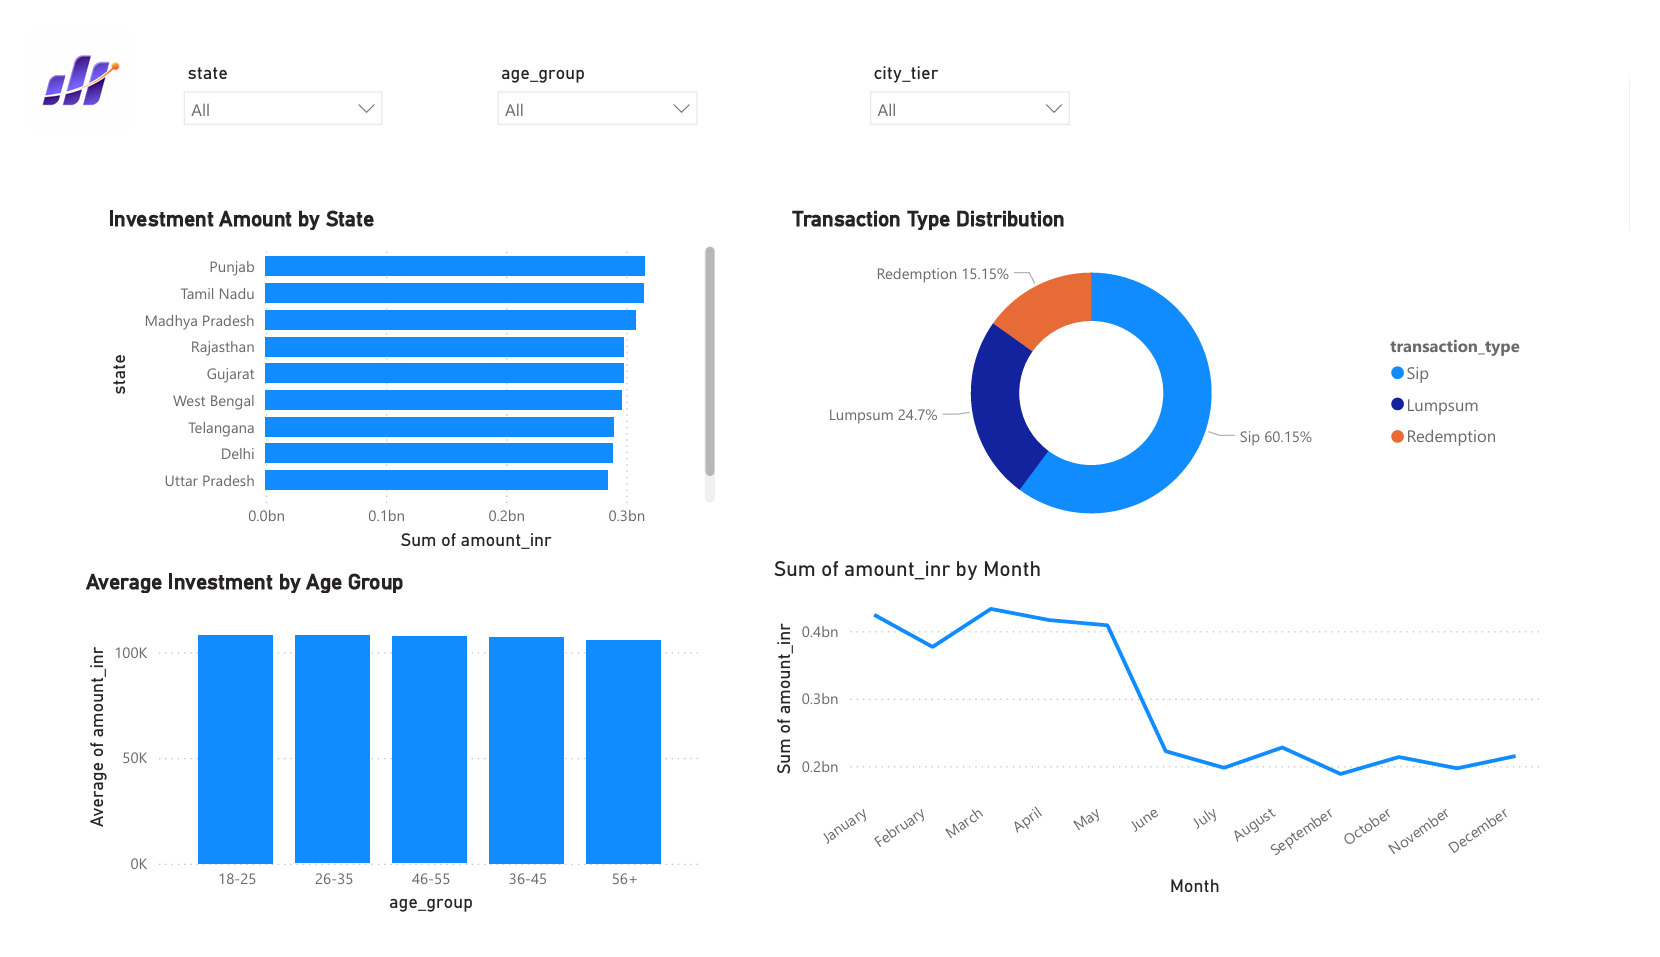 state
age_group
city_tier
All
All
All
Investment Amount by State
state
Punjab
Tamil Nadu
Madhya Pradesh
Rajasthan
Gujarat
West Bengal
Telangana
Delhi
Uttar Pradesh
0.0bn
0.1bn
0.2bn
0.3bn
Sum of amount_inr
Transaction Type Distribution
Redemption 15.15%
Lumpsum 24.7%
Sip 60.15%
transaction_type
Sip
Lumpsum
Redemption
Average Investment by Age Group
Average of amount_inr
100K
50K
0K
18-25
26-35
46-55
36-45
56+
age_group
Sum of amount_inr by Month
Sum of amount_inr
0.4bn
0.3bn
0.2bn
January
February
March
April
May
June
July
August
September
October
November
December
Month